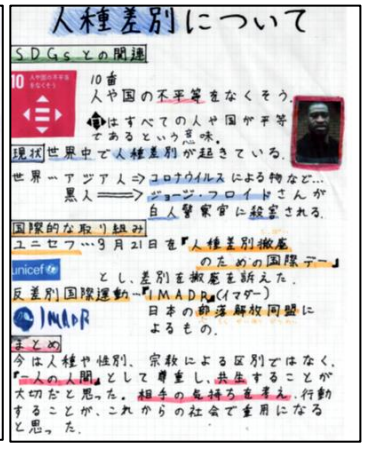 人種差別について
SDGsとの関連
10 人や国の不平等をなくそう
10番
人や国の不平等をなくそう。
はすべての人や国が平等
であるという意味。
現状 世界中で人種差別が起きている。
世界…アジア人⇒コロナウイルスによる物など…
黒人⟹ジョージ・フロイドさんが
白人警察官に殺害される。
国際的な取り組み
ユニセフ…3月21日を『人種差別撤廃
のための国際デー』
unicef
とし、差別を撤廃を訴えた。
反差別国際運動…『IMADR』(イマダー)
IMADR
日本の部落解放同盟に
よるもの。
まとめ
今は人種や性別、宗教による区別ではなく、
『一人の人間』として尊重し、共生することが
大切だと思った。相手の気持ちを考え、行動
することが、これからの社会で重用になる
と思った。